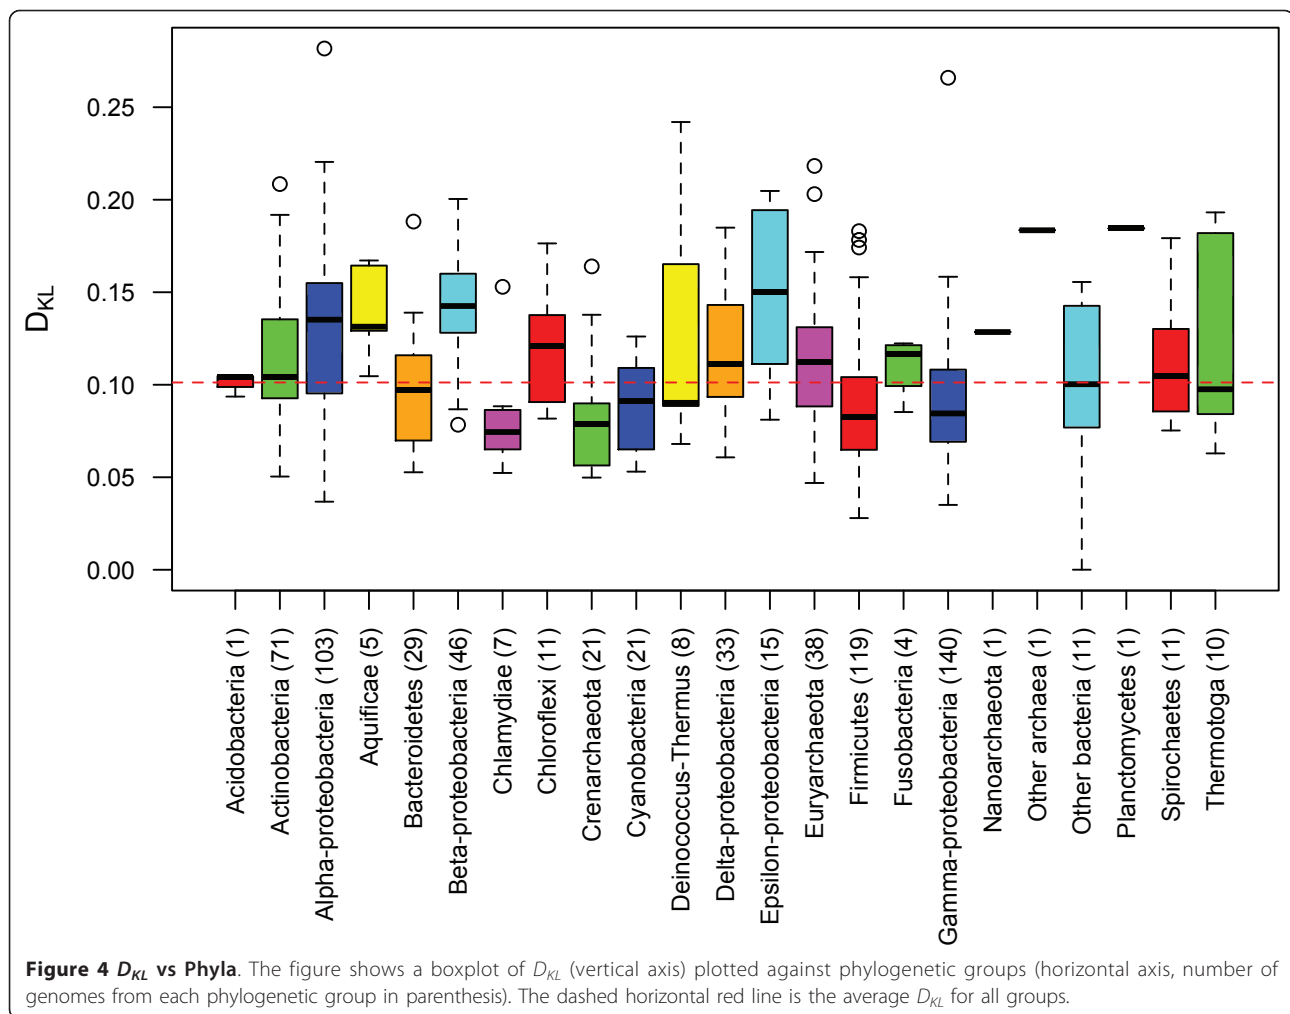 D_KL
0.25
0.20
0.15
0.10
0.05
0.00
Acidobacteria (1)
Actinobacteria (71)
Alpha-proteobacteria (103)
Aquificae (5)
Bacteroidetes (29)
Beta-proteobacteria (46)
Chlamydiae (7)
Chloroflexi (11)
Crenarchaeota (21)
Cyanobacteria (21)
Deinococcus-Thermus (8)
Delta-proteobacteria (33)
Epsilon-proteobacteria (15)
Euryarchaeota (38)
Firmicutes (119)
Fusobacteria (4)
Gamma-proteobacteria (140)
Nanoarchaeota (1)
Other archaea (1)
Other bacteria (11)
Planctomycetes (1)
Spirochaetes (11)
Thermotoga (10)
Figure 4 D_KL vs Phyla. The figure shows a boxplot of D_KL (vertical axis) plotted against phylogenetic groups (horizontal axis, number of
genomes from each phylogenetic group in parenthesis). The dashed horizontal red line is the average D_KL for all groups.